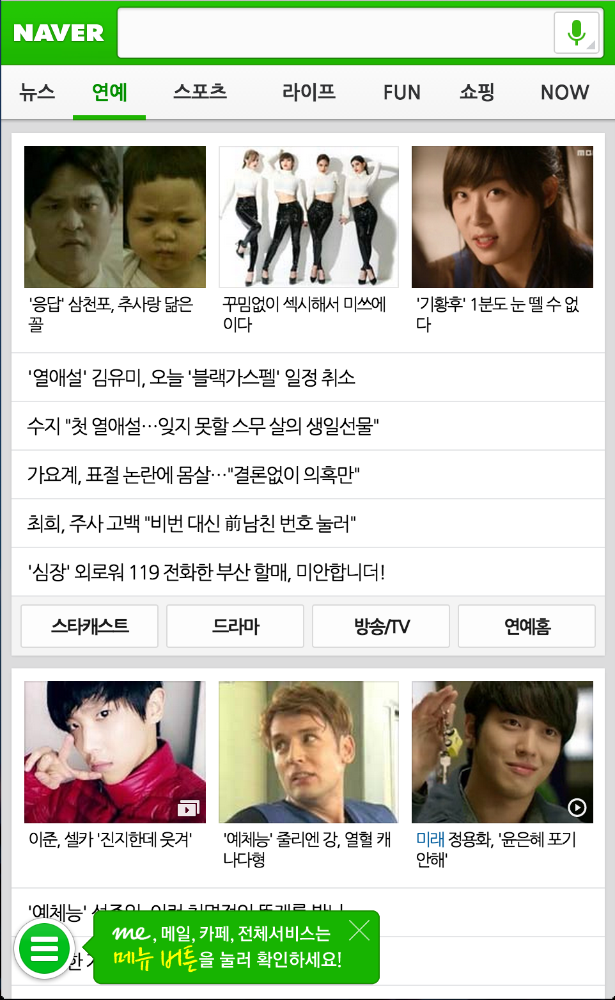 NAVER
뉴스 연예 스포츠 라이프 FUN 쇼핑 NOW
'응답' 삼천포, 추사랑 닮은
꼴
꾸밈없이 섹시해서 미쓰에
이다
'기황후' 1분도 눈 뗄 수 없
다
'열애설' 김유미, 오늘 '블랙가스펠' 일정 취소
수지 "첫 열애설…잊지 못할 스무 살의 생일선물"
가요계, 표절 논란에 몸살…"결론없이 의혹만"
최희, 주사 고백 "비번 대신 前남친 번호 눌러"
'심장' 외로워 119 전화한 부산 할매, 미안합니더!
스타캐스트 드라마 방송/TV 연예홈
이준, 셀카 '진지한데 웃겨'
'예체능' 줄리엔 강, 열혈 캐
나다형
미래 정용화, '윤은혜 포기
안해'
'예체능'
me, 메일, 카페, 전체서비스는
메뉴 버튼을 눌러 확인하세요!
한